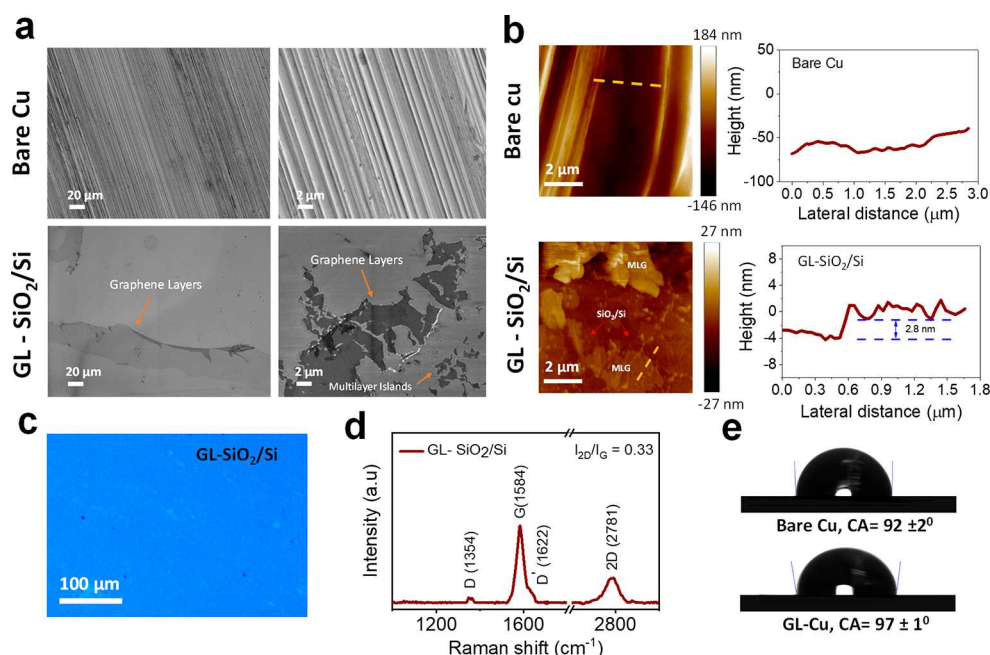 a
Bare Cu
20 µm
2 µm
GL - SiO₂/Si
Graphene Layers
20 µm
Graphene Layers
Multilayer Islands
2 µm
b
Bare cu
2 µm
184 nm
-146 nm
Bare Cu
Height (nm)
50
0
-50
-100
0.0 0.6 1.2 1.8 2.4 3.0
Lateral distance (µm)
GL - SiO₂/Si
MLG
SiO₂/Si
MLG
2 µm
27 nm
-27 nm
GL-SiO₂/Si
Height (nm)
8
4
0
-4
-8
2.8 nm
0.0 0.3 0.6 0.9 1.2 1.5 1.8
Lateral distance (µm)
c
GL-SiO₂/Si
100 µm
d
GL- SiO₂/Si
I2D/IG = 0.33
Intensity (a.u)
D (1354)
G(1584)
D' (1622)
2D (2781)
1200 1600 2800
Raman shift (cm⁻¹)
e
Bare Cu, CA= 92 ±2⁰
GL-Cu, CA= 97 ± 1⁰